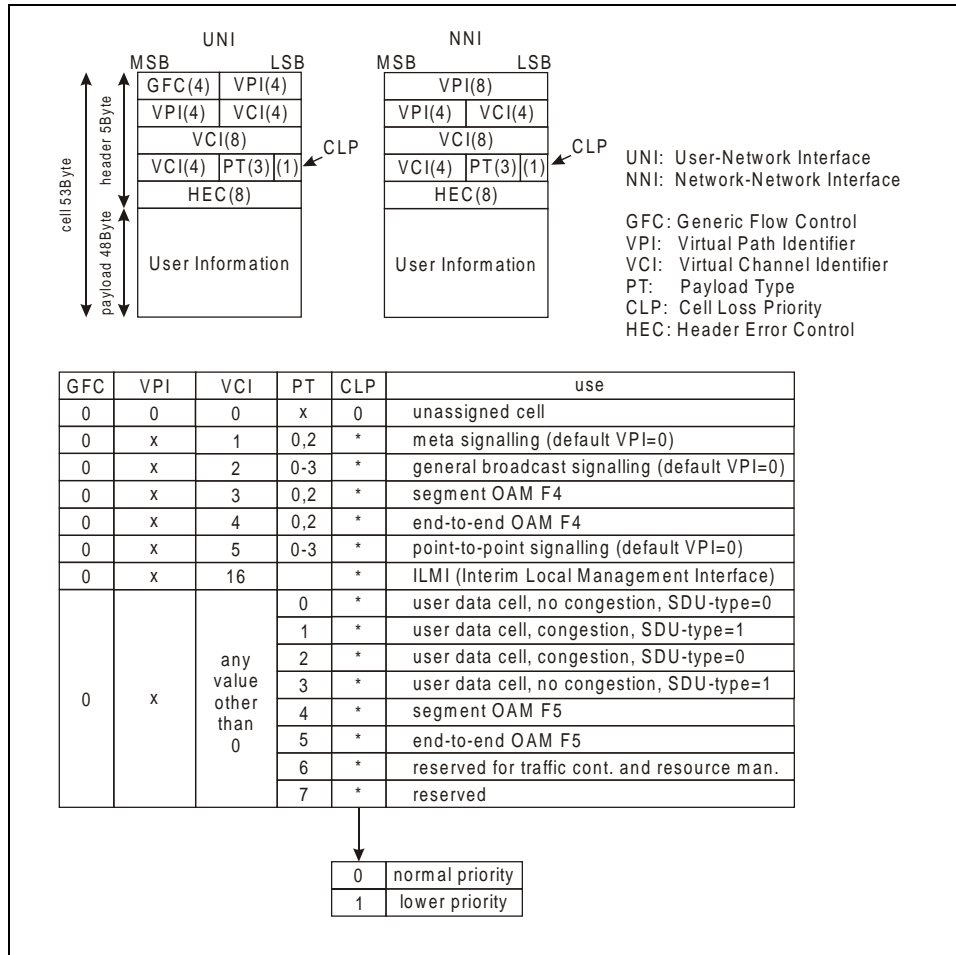 UNI
MSB LSB
GFC(4) VPI(4)
VPI(4) VCI(4)
VCI(8)
VCI(4) PT(3) (1)
HEC(8)
User Information
CLP
cell 53Byte
header 5Byte
payload 48Byte
NNI
MSB LSB
VPI(8)
VPI(4) VCI(4)
VCI(8)
VCI(4) PT(3) (1)
HEC(8)
User Information
CLP
UNI: User-Network Interface
NNI: Network-Network Interface
GFC: Generic Flow Control
VPI: Virtual Path Identifier
VCI: Virtual Channel Identifier
PT: Payload Type
CLP: Cell Loss Priority
HEC: Header Error Control
GFC VPI VCI PT CLP use
0 0 0 x 0 unassigned cell
0 x 1 0,2 * meta signalling (default VPI=0)
0 x 2 0-3 * general broadcast signalling (default VPI=0)
0 x 3 0,2 * segment OAM F4
0 x 4 0,2 * end-to-end OAM F4
0 x 5 0-3 * point-to-point signalling (default VPI=0)
0 x 16 * ILMI (Interim Local Management Interface)
0 x
any
value
other
than
0
0 * user data cell, no congestion, SDU-type=0
1 * user data cell, congestion, SDU-type=1
2 * user data cell, congestion, SDU-type=0
3 * user data cell, no congestion, SDU-type=1
4 * segment OAM F5
5 * end-to-end OAM F5
6 * reserved for traffic cont. and resource man.
7 * reserved
0 normal priority
1 lower priority